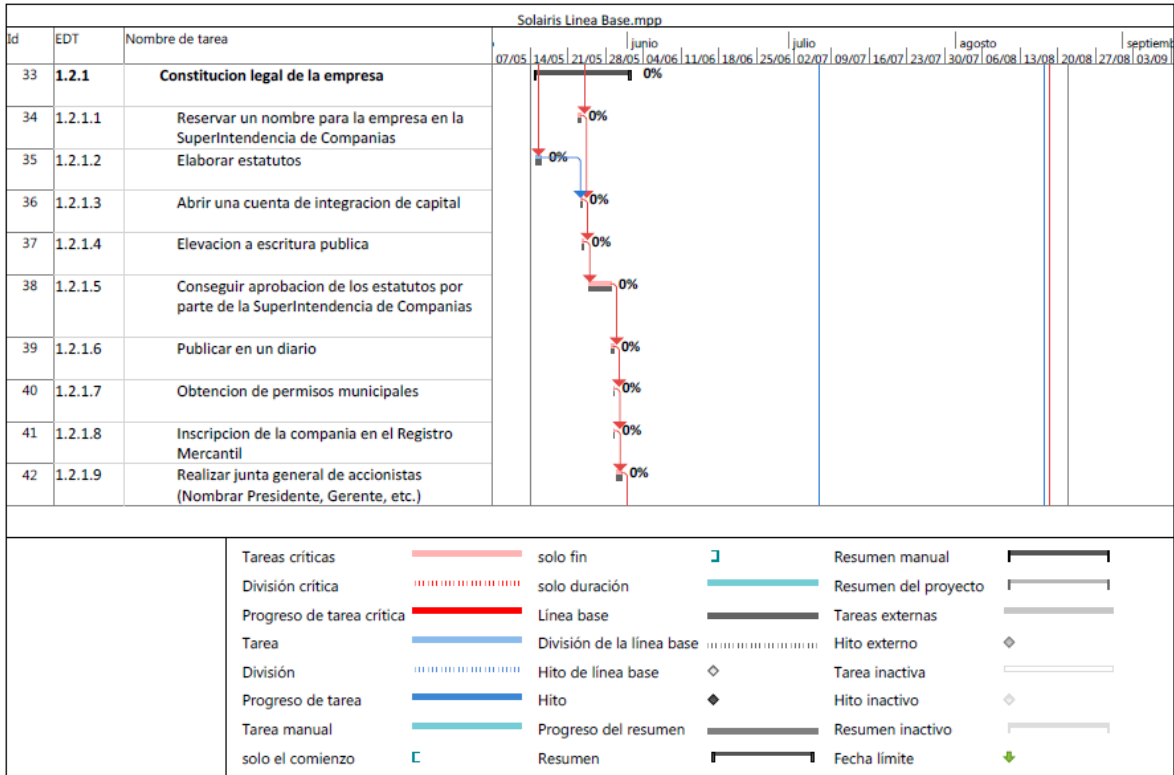 Solairis Linea Base.mpp
Id EDT Nombre de tarea
junio julio agosto septiemb
07/05 14/05 21/05 28/05 04/06 11/06 18/06 25/06 02/07 09/07 16/07 23/07 30/07 06/08 13/08 20/08 27/08 03/09
33 1.2.1 Constitucion legal de la empresa 0%
34 1.2.1.1 Reservar un nombre para la empresa en la 0%
SuperIntendencia de Companias
35 1.2.1.2 Elaborar estatutos 0%
36 1.2.1.3 Abrir una cuenta de integracion de capital 0%
37 1.2.1.4 Elevacion a escritura publica 0%
38 1.2.1.5 Conseguir aprobacion de los estatutos por 0%
parte de la SuperIntendencia de Companias
39 1.2.1.6 Publicar en un diario 0%
40 1.2.1.7 Obtencion de permisos municipales 0%
41 1.2.1.8 Inscripcion de la compania en el Registro 0%
Mercantil
42 1.2.1.9 Realizar junta general de accionistas 0%
(Nombrar Presidente, Gerente, etc.)
Tareas críticas solo fin Resumen manual
División crítica solo duración Resumen del proyecto
Progreso de tarea crítica Línea base Tareas externas
Tarea División de la línea base Hito externo
División Hito de línea base Tarea inactiva
Progreso de tarea Hito Hito inactivo
Tarea manual Progreso del resumen Resumen inactivo
solo el comienzo Resumen Fecha límite